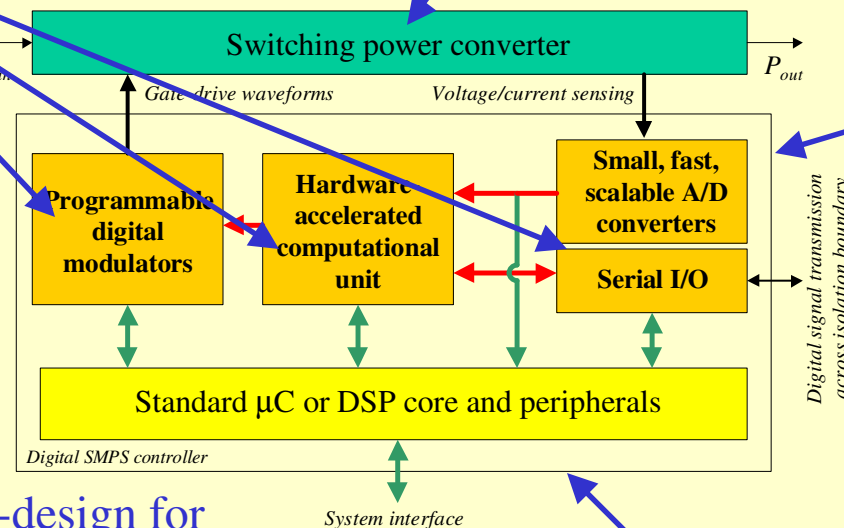 Switching power converter
P out
Gate-drive waveforms
Voltage/current sensing
Programmable
digital
modulators
Hardware
accelerated
computational
unit
Small, fast,
scalable A/D
converters
Serial I/O
Digital signal transmission
across isolation boundary
Standard µC or DSP core and peripherals
Digital SMPS controller
-design for
System interface